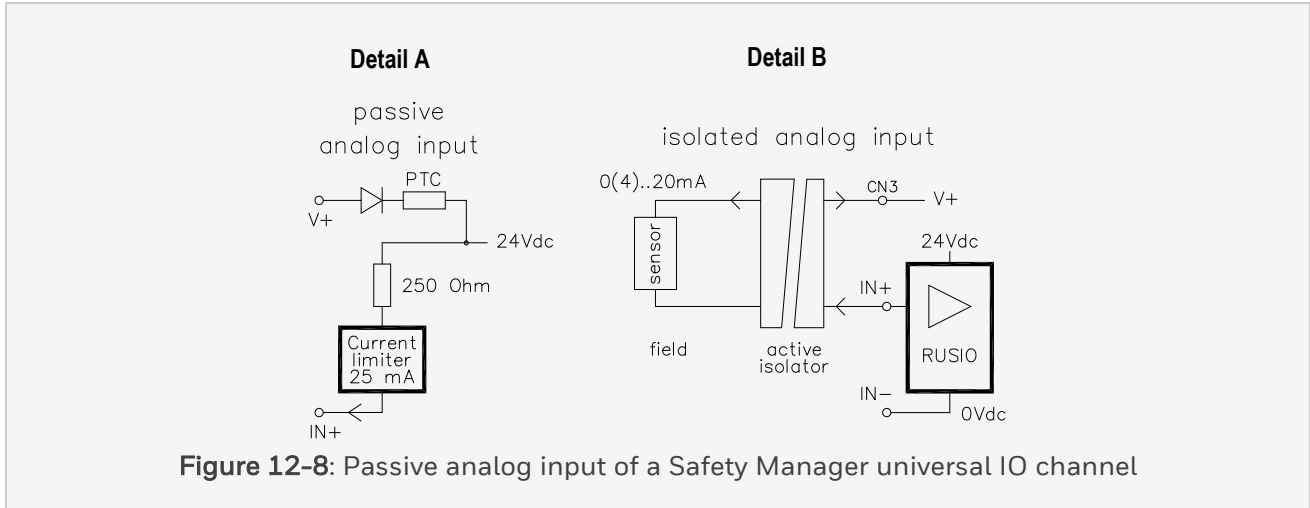 Detail A
passive
analog input
PTC
V+
24Vdc
250 Ohm
Current
limiter
25 mA
IN+
Detail B
isolated analog input
0(4)..20mA
CN3
V+
sensor
24Vdc
IN+
RUSIO
field
active
isolator
IN−
0Vdc
Figure 12-8: Passive analog input of a Safety Manager universal IO channel